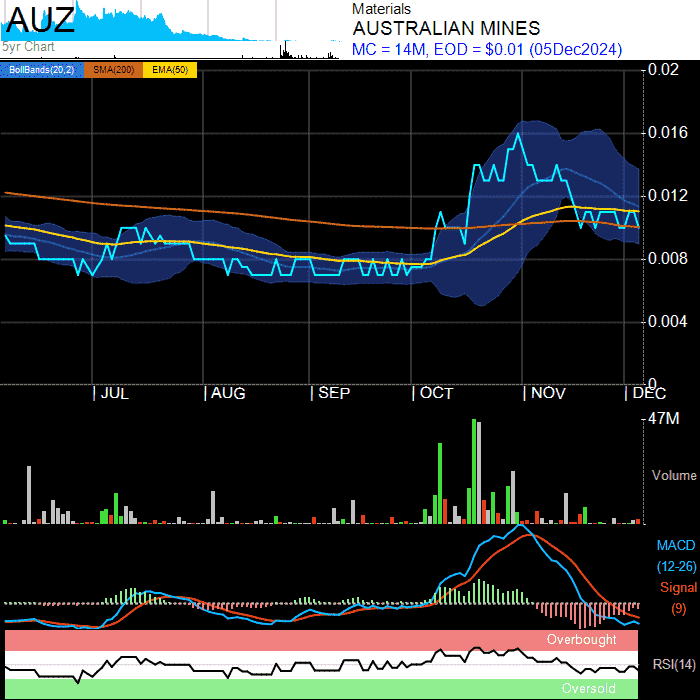 AUZ
5yr Chart
Materials
AUSTRALIAN MINES
MC = 14M, EOD = $0.01 (05Dec2024)
BollBands(20,2) SMA(200) EMA(50)
0.02
0.016
0.012
0.008
0.004
0
JUL AUG SEP OCT NOV DEC
47M
Volume
MACD
(12-26)
Signal
(9)
Overbought
RSI(14)
Oversold